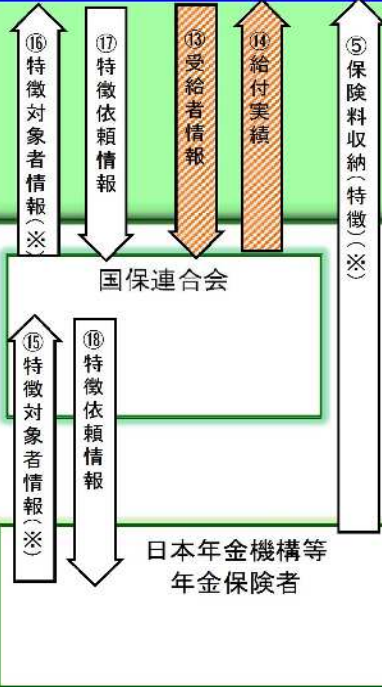 ⑯特徴対象者情報(※)
⑰特徴依頼情報
⑬受給者情報
⑭給付実績
⑤保険料収納(特徴)(※)
国保連合会
⑮特徴対象者情報(※)
⑱特徴依頼情報
日本年金機構等
年金保険者